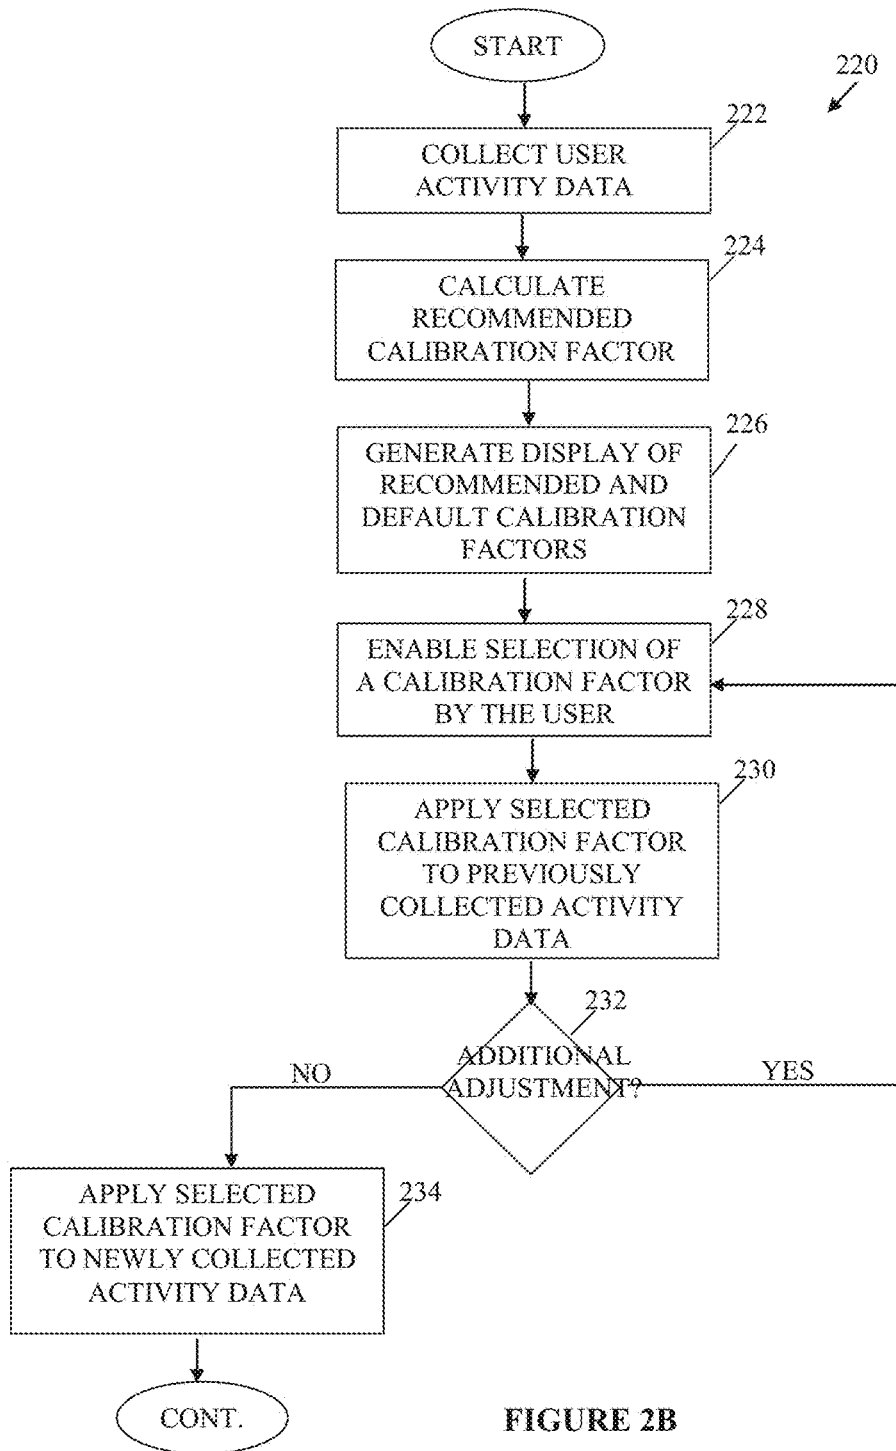 START
220
222
COLLECT USER
ACTIVITY DATA
224
CALCULATE
RECOMMENDED
CALIBRATION FACTOR
226
GENERATE DISPLAY OF
RECOMMENDED AND
DEFAULT CALIBRATION
FACTORS
228
ENABLE SELECTION OF
A CALIBRATION FACTOR
BY THE USER
230
APPLY SELECTED
CALIBRATION FACTOR
TO PREVIOUSLY
COLLECTED ACTIVITY
DATA
232
ADDITIONAL
ADJUSTMENT?
NO
YES
234
APPLY SELECTED
CALIBRATION FACTOR
TO NEWLY COLLECTED
ACTIVITY DATA
CONT.
FIGURE 2B